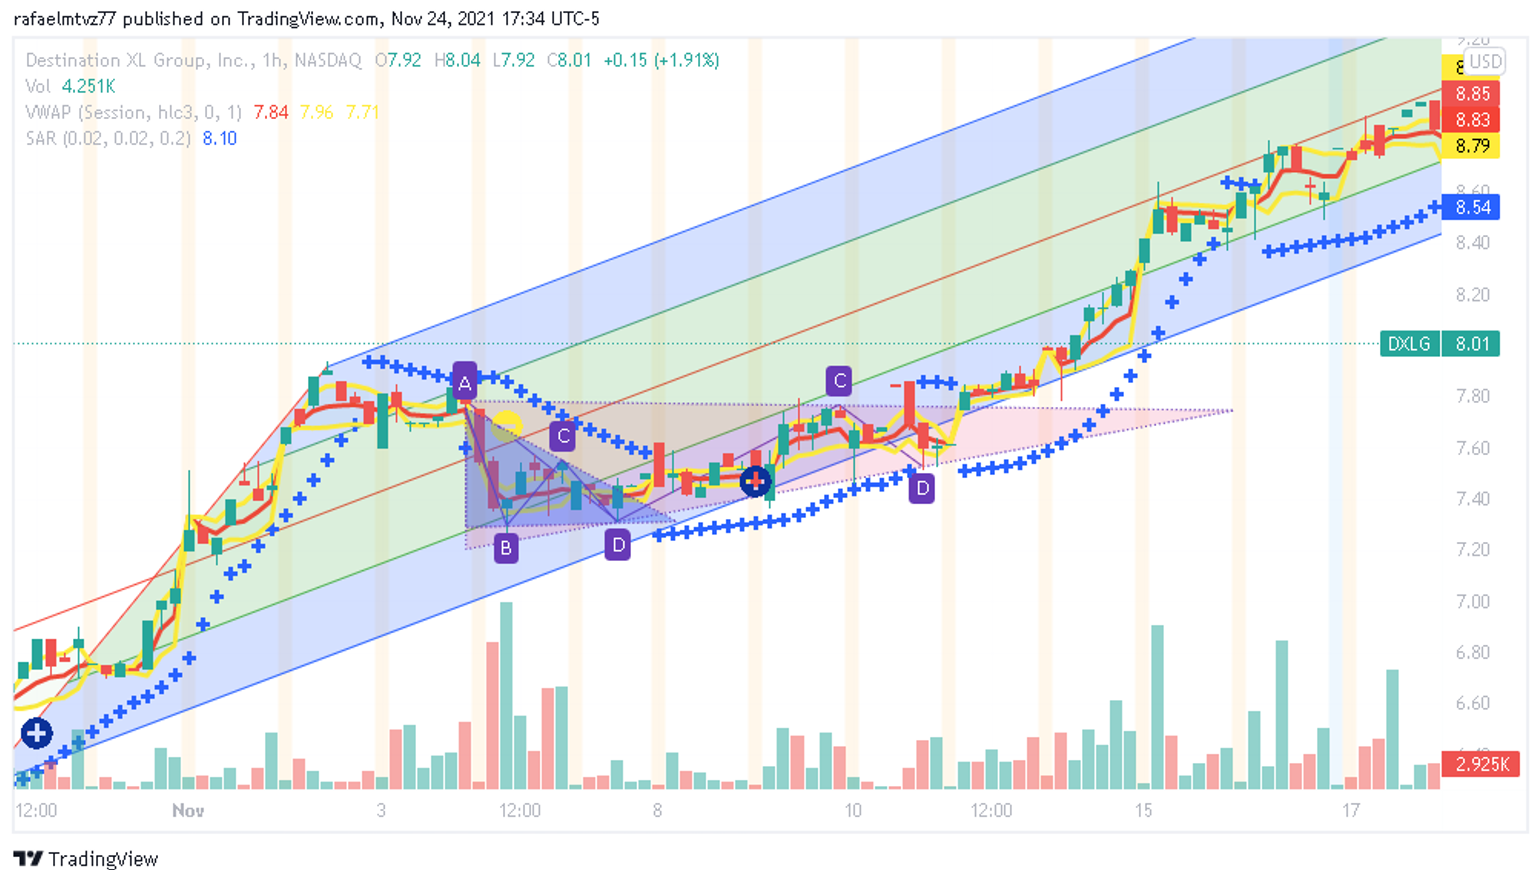 rafaelmtvz77 published on TradingView.com, Nov 24, 2021 17:34 UTC-5
Destination XL Group, Inc., 1h, NASDAQ O7.92 H8.04 L7.92 C8.01 +0.15 (+1.91%)
Vol 4.251K
VWAP (Session, hlc3, 0, 1) 7.84 7.96 7.71
SAR (0.02, 0.02, 0.2) 8.10
USD
8.85
8.83
8.79
8.60
8.54
8.40
8.20
DXLG 8.01
7.80
7.60
7.40
7.20
7.00
6.80
6.60
2.925K
A
C
C
B
D
D
12:00 Nov 3 12:00 8 10 12:00 15 17
TradingView